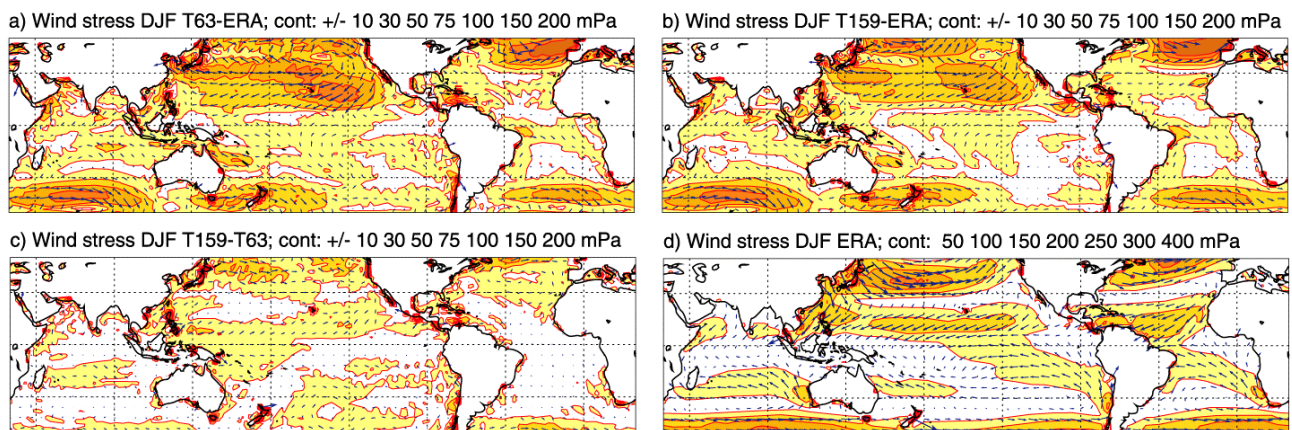 a) Wind stress DJF T63-ERA; cont: +/- 10 30 50 75 100 150 200 mPa
b) Wind stress DJF T159-ERA; cont: +/- 10 30 50 75 100 150 200 mPa
c) Wind stress DJF T159-T63; cont: +/- 10 30 50 75 100 150 200 mPa
d) Wind stress DJF ERA; cont: 50 100 150 200 250 300 400 mPa